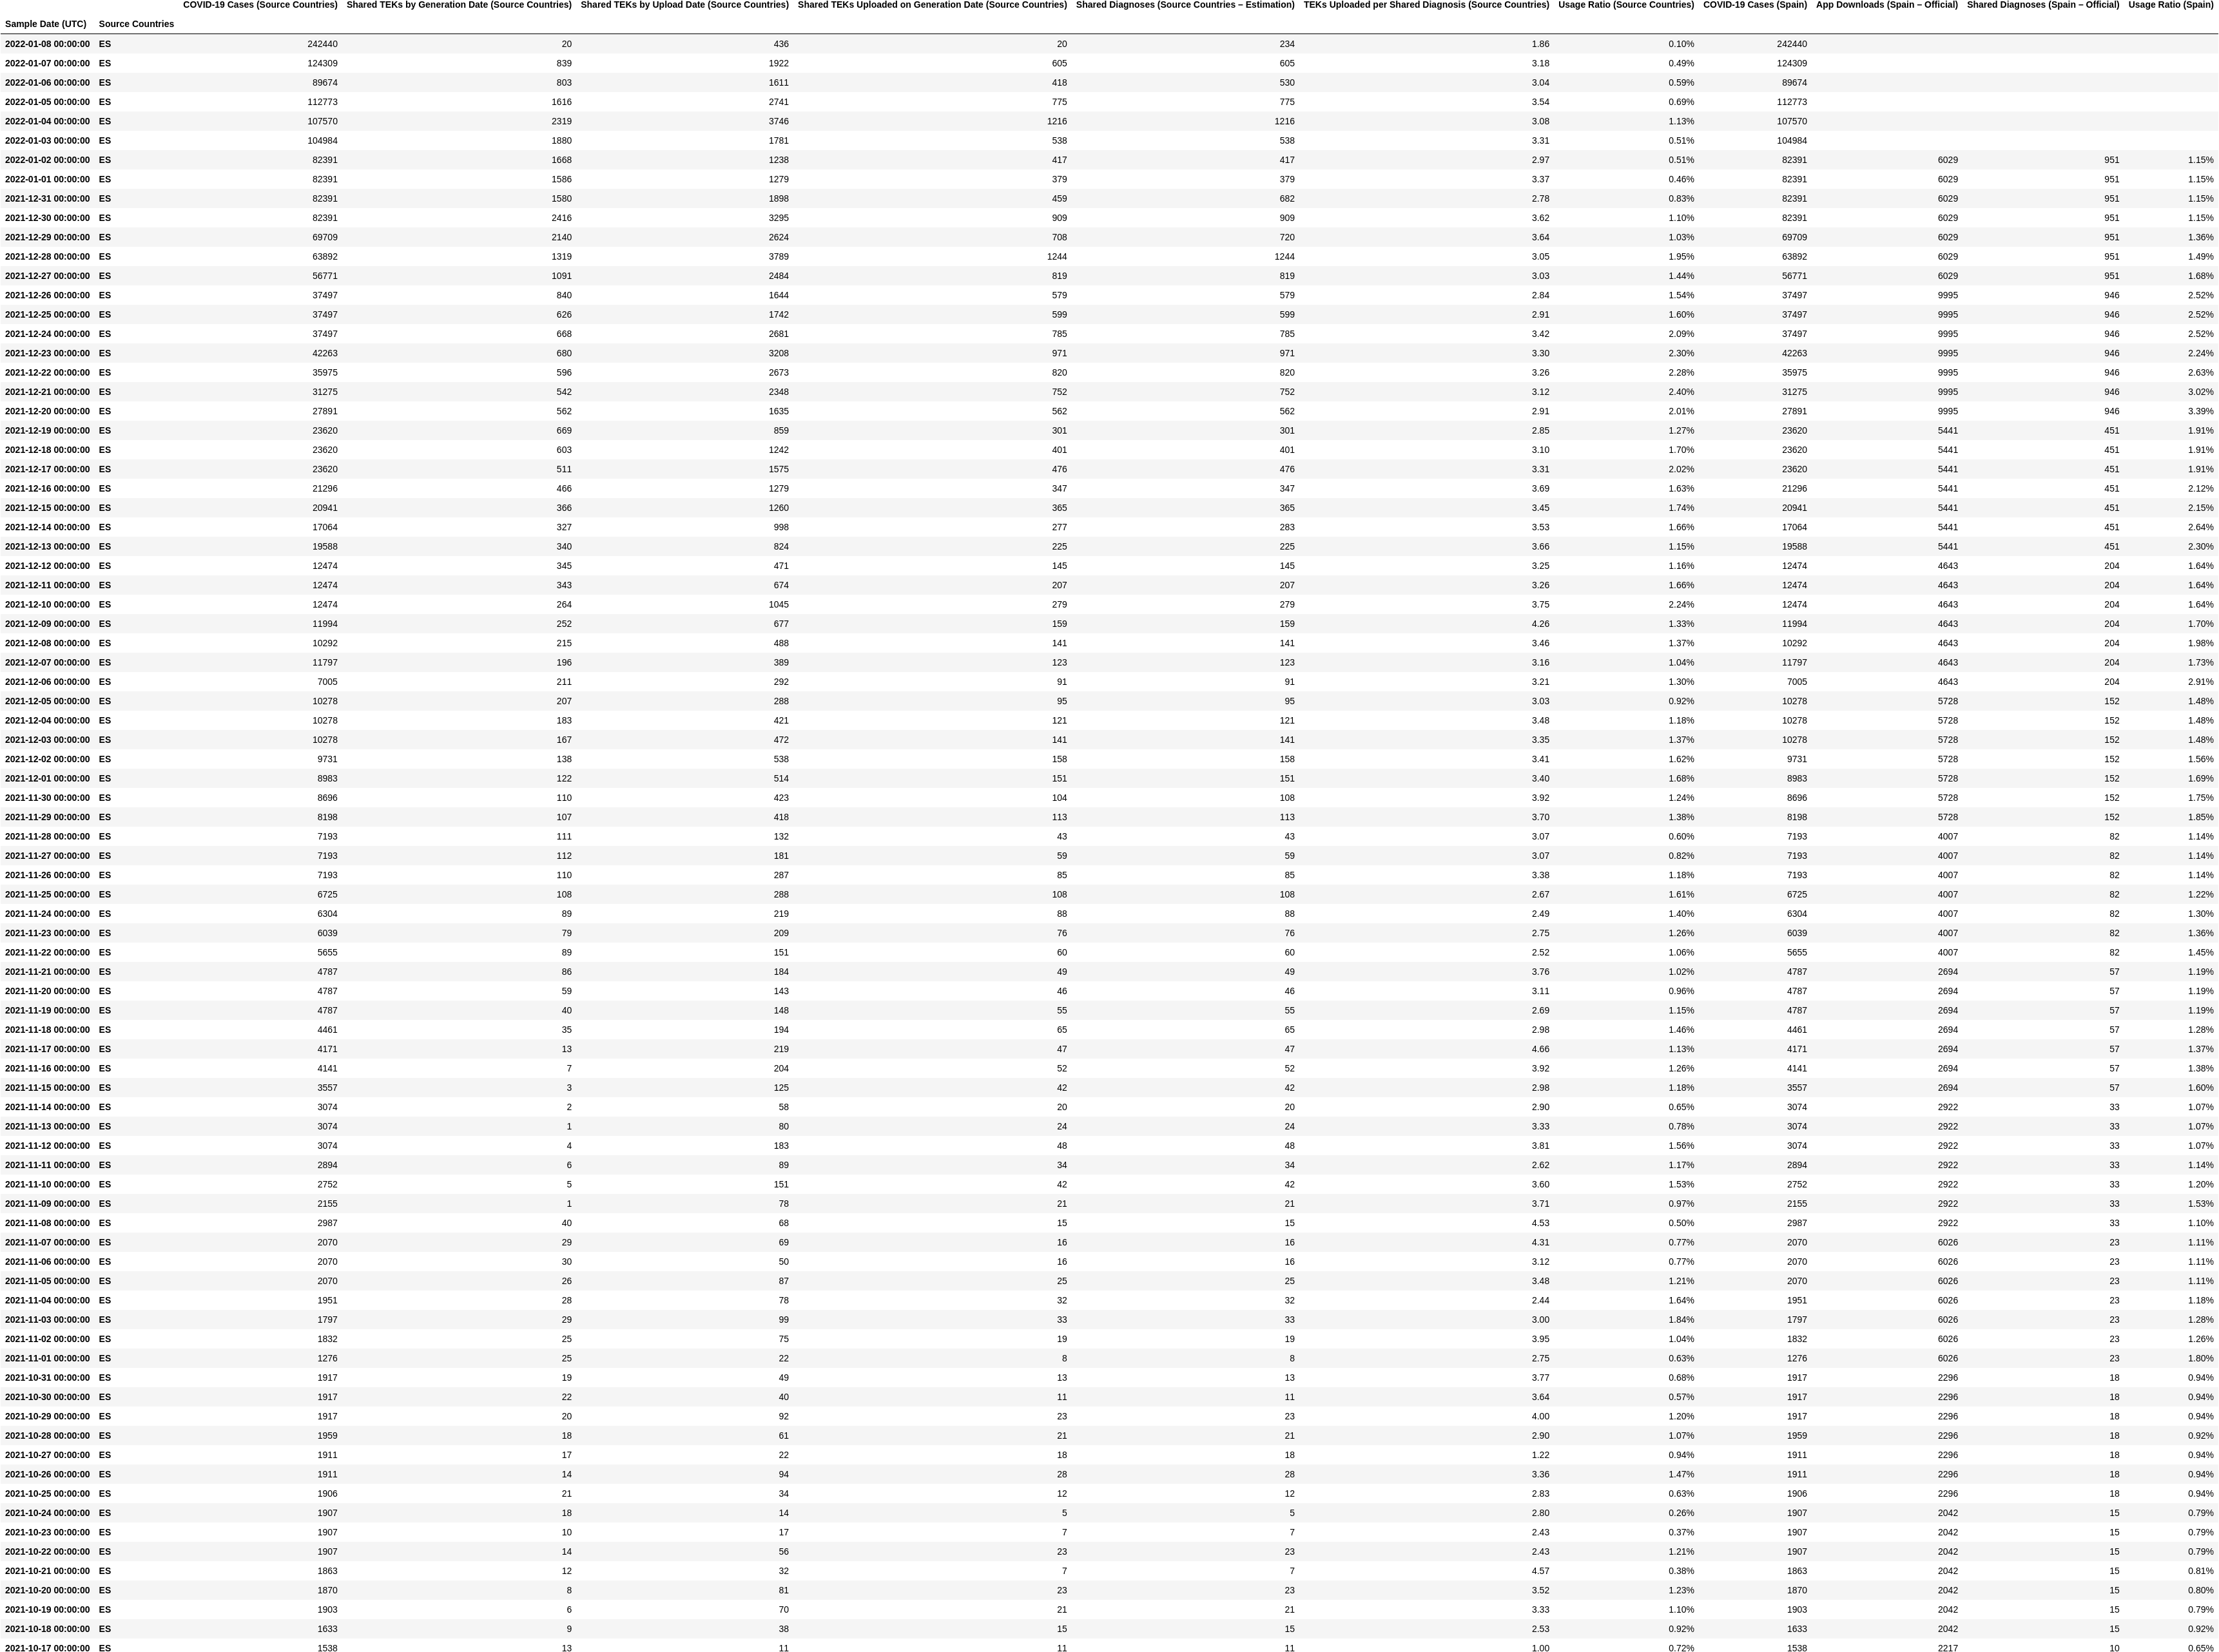 COVID-19 Cases (Source Countries) Shared TEKs by Generation Date (Source Countries) Shared TEKs by Upload Date (Source Countries) Shared TEKs Uploaded on Generation Date (Source Countries) Shared Diagnoses (Source Countries – Estimation) TEKs Uploaded per Shared Diagnosis (Source Countries) Usage Ratio (Source Countries) COVID-19 Cases (Spain) App Downloads (Spain – Official) Shared Diagnoses (Spain – Official) Usage Ratio (Spain)
Sample Date (UTC) Source Countries
2022-01-08 00:00:00 ES 242440 20 436 20 234 1.86 0.10% 242440
2022-01-07 00:00:00 ES 124309 839 1922 605 605 3.18 0.49% 124309
2022-01-06 00:00:00 ES 89674 803 1611 418 530 3.04 0.59% 89674
2022-01-05 00:00:00 ES 112773 1616 2741 775 775 3.54 0.69% 112773
2022-01-04 00:00:00 ES 107570 2319 3746 1216 1216 3.08 1.13% 107570
2022-01-03 00:00:00 ES 104984 1880 1781 538 538 3.31 0.51% 104984
2022-01-02 00:00:00 ES 82391 1668 1238 417 417 2.97 0.51% 82391 6029 951 1.15%
2022-01-01 00:00:00 ES 82391 1586 1279 379 379 3.37 0.46% 82391 6029 951 1.15%
2021-12-31 00:00:00 ES 82391 1580 1898 459 682 2.78 0.83% 82391 6029 951 1.15%
2021-12-30 00:00:00 ES 82391 2416 3295 909 909 3.62 1.10% 82391 6029 951 1.15%
2021-12-29 00:00:00 ES 69709 2140 2624 708 720 3.64 1.03% 69709 6029 951 1.36%
2021-12-28 00:00:00 ES 63892 1319 3789 1244 1244 3.05 1.95% 63892 6029 951 1.49%
2021-12-27 00:00:00 ES 56771 1091 2484 819 819 3.03 1.44% 56771 6029 951 1.68%
2021-12-26 00:00:00 ES 37497 840 1644 579 579 2.84 1.54% 37497 9995 946 2.52%
2021-12-25 00:00:00 ES 37497 626 1742 599 599 2.91 1.60% 37497 9995 946 2.52%
2021-12-24 00:00:00 ES 37497 668 2681 785 785 3.42 2.09% 37497 9995 946 2.52%
2021-12-23 00:00:00 ES 42263 680 3208 971 971 3.30 2.30% 42263 9995 946 2.24%
2021-12-22 00:00:00 ES 35975 596 2673 820 820 3.26 2.28% 35975 9995 946 2.63%
2021-12-21 00:00:00 ES 31275 542 2348 752 752 3.12 2.40% 31275 9995 946 3.02%
2021-12-20 00:00:00 ES 27891 562 1635 562 562 2.91 2.01% 27891 9995 946 3.39%
2021-12-19 00:00:00 ES 23620 669 859 301 301 2.85 1.27% 23620 5441 451 1.91%
2021-12-18 00:00:00 ES 23620 603 1242 401 401 3.10 1.70% 23620 5441 451 1.91%
2021-12-17 00:00:00 ES 23620 511 1575 476 476 3.31 2.02% 23620 5441 451 1.91%
2021-12-16 00:00:00 ES 21296 466 1279 347 347 3.69 1.63% 21296 5441 451 2.12%
2021-12-15 00:00:00 ES 20941 366 1260 365 365 3.45 1.74% 20941 5441 451 2.15%
2021-12-14 00:00:00 ES 17064 327 998 277 283 3.53 1.66% 17064 5441 451 2.64%
2021-12-13 00:00:00 ES 19588 340 824 225 225 3.66 1.15% 19588 5441 451 2.30%
2021-12-12 00:00:00 ES 12474 345 471 145 145 3.25 1.16% 12474 4643 204 1.64%
2021-12-11 00:00:00 ES 12474 343 674 207 207 3.26 1.66% 12474 4643 204 1.64%
2021-12-10 00:00:00 ES 12474 264 1045 279 279 3.75 2.24% 12474 4643 204 1.64%
2021-12-09 00:00:00 ES 11994 252 677 159 159 4.26 1.33% 11994 4643 204 1.70%
2021-12-08 00:00:00 ES 10292 215 488 141 141 3.46 1.37% 10292 4643 204 1.98%
2021-12-07 00:00:00 ES 11797 196 389 123 123 3.16 1.04% 11797 4643 204 1.73%
2021-12-06 00:00:00 ES 7005 211 292 91 91 3.21 1.30% 7005 4643 204 2.91%
2021-12-05 00:00:00 ES 10278 207 288 95 95 3.03 0.92% 10278 5728 152 1.48%
2021-12-04 00:00:00 ES 10278 183 421 121 121 3.48 1.18% 10278 5728 152 1.48%
2021-12-03 00:00:00 ES 10278 167 472 141 141 3.35 1.37% 10278 5728 152 1.48%
2021-12-02 00:00:00 ES 9731 138 538 158 158 3.41 1.62% 9731 5728 152 1.56%
2021-12-01 00:00:00 ES 8983 122 514 151 151 3.40 1.68% 8983 5728 152 1.69%
2021-11-30 00:00:00 ES 8696 110 423 104 108 3.92 1.24% 8696 5728 152 1.75%
2021-11-29 00:00:00 ES 8198 107 418 113 113 3.70 1.38% 8198 5728 152 1.85%
2021-11-28 00:00:00 ES 7193 111 132 43 43 3.07 0.60% 7193 4007 82 1.14%
2021-11-27 00:00:00 ES 7193 112 181 59 59 3.07 0.82% 7193 4007 82 1.14%
2021-11-26 00:00:00 ES 7193 110 287 85 85 3.38 1.18% 7193 4007 82 1.14%
2021-11-25 00:00:00 ES 6725 108 288 108 108 2.67 1.61% 6725 4007 82 1.22%
2021-11-24 00:00:00 ES 6304 89 219 88 88 2.49 1.40% 6304 4007 82 1.30%
2021-11-23 00:00:00 ES 6039 79 209 76 76 2.75 1.26% 6039 4007 82 1.36%
2021-11-22 00:00:00 ES 5655 89 151 60 60 2.52 1.06% 5655 4007 82 1.45%
2021-11-21 00:00:00 ES 4787 86 184 49 49 3.76 1.02% 4787 2694 57 1.19%
2021-11-20 00:00:00 ES 4787 59 143 46 46 3.11 0.96% 4787 2694 57 1.19%
2021-11-19 00:00:00 ES 4787 40 148 55 55 2.69 1.15% 4787 2694 57 1.19%
2021-11-18 00:00:00 ES 4461 35 194 65 65 2.98 1.46% 4461 2694 57 1.28%
2021-11-17 00:00:00 ES 4171 13 219 47 47 4.66 1.13% 4171 2694 57 1.37%
2021-11-16 00:00:00 ES 4141 7 204 52 52 3.92 1.26% 4141 2694 57 1.38%
2021-11-15 00:00:00 ES 3557 3 125 42 42 2.98 1.18% 3557 2694 57 1.60%
2021-11-14 00:00:00 ES 3074 2 58 20 20 2.90 0.65% 3074 2922 33 1.07%
2021-11-13 00:00:00 ES 3074 1 80 24 24 3.33 0.78% 3074 2922 33 1.07%
2021-11-12 00:00:00 ES 3074 4 183 48 48 3.81 1.56% 3074 2922 33 1.07%
2021-11-11 00:00:00 ES 2894 6 89 34 34 2.62 1.17% 2894 2922 33 1.14%
2021-11-10 00:00:00 ES 2752 5 151 42 42 3.60 1.53% 2752 2922 33 1.20%
2021-11-09 00:00:00 ES 2155 1 78 21 21 3.71 0.97% 2155 2922 33 1.53%
2021-11-08 00:00:00 ES 2987 40 68 15 15 4.53 0.50% 2987 2922 33 1.10%
2021-11-07 00:00:00 ES 2070 29 69 16 16 4.31 0.77% 2070 6026 23 1.11%
2021-11-06 00:00:00 ES 2070 30 50 16 16 3.12 0.77% 2070 6026 23 1.11%
2021-11-05 00:00:00 ES 2070 26 87 25 25 3.48 1.21% 2070 6026 23 1.11%
2021-11-04 00:00:00 ES 1951 28 78 32 32 2.44 1.64% 1951 6026 23 1.18%
2021-11-03 00:00:00 ES 1797 29 99 33 33 3.00 1.84% 1797 6026 23 1.28%
2021-11-02 00:00:00 ES 1832 25 75 19 19 3.95 1.04% 1832 6026 23 1.26%
2021-11-01 00:00:00 ES 1276 25 22 8 8 2.75 0.63% 1276 6026 23 1.80%
2021-10-31 00:00:00 ES 1917 19 49 13 13 3.77 0.68% 1917 2296 18 0.94%
2021-10-30 00:00:00 ES 1917 22 40 11 11 3.64 0.57% 1917 2296 18 0.94%
2021-10-29 00:00:00 ES 1917 20 92 23 23 4.00 1.20% 1917 2296 18 0.94%
2021-10-28 00:00:00 ES 1959 18 61 21 21 2.90 1.07% 1959 2296 18 0.92%
2021-10-27 00:00:00 ES 1911 17 22 18 18 1.22 0.94% 1911 2296 18 0.94%
2021-10-26 00:00:00 ES 1911 14 94 28 28 3.36 1.47% 1911 2296 18 0.94%
2021-10-25 00:00:00 ES 1906 21 34 12 12 2.83 0.63% 1906 2296 18 0.94%
2021-10-24 00:00:00 ES 1907 18 14 5 5 2.80 0.26% 1907 2042 15 0.79%
2021-10-23 00:00:00 ES 1907 10 17 7 7 2.43 0.37% 1907 2042 15 0.79%
2021-10-22 00:00:00 ES 1907 14 56 23 23 2.43 1.21% 1907 2042 15 0.79%
2021-10-21 00:00:00 ES 1863 12 32 7 7 4.57 0.38% 1863 2042 15 0.81%
2021-10-20 00:00:00 ES 1870 8 81 23 23 3.52 1.23% 1870 2042 15 0.80%
2021-10-19 00:00:00 ES 1903 6 70 21 21 3.33 1.10% 1903 2042 15 0.79%
2021-10-18 00:00:00 ES 1633 9 38 15 15 2.53 0.92% 1633 2042 15 0.92%
2021-10-17 00:00:00 ES 1538 13 11 11 11 1.00 0.72% 1538 2217 10 0.65%